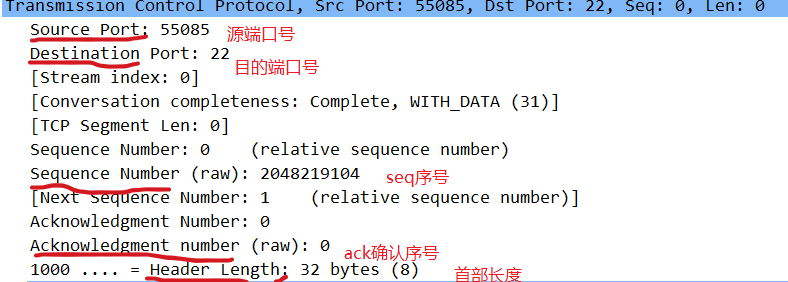 Transmission Control Protocol, Src Port: 55085, Dst Port: 22, Seq: 0, Len: 0
Source Port: 55085 源端口号
Destination Port: 22 目的端口号
[Stream index: 0]
[Conversation completeness: Complete, WITH_DATA (31)]
[TCP Segment Len: 0]
Sequence Number: 0    (relative sequence number)
Sequence Number (raw): 2048219104 seq序号
[Next Sequence Number: 1    (relative sequence number)]
Acknowledgment Number: 0
Acknowledgment number (raw): 0 ack确认序号
1000 .... = Header Length: 32 bytes (8) 首部长度